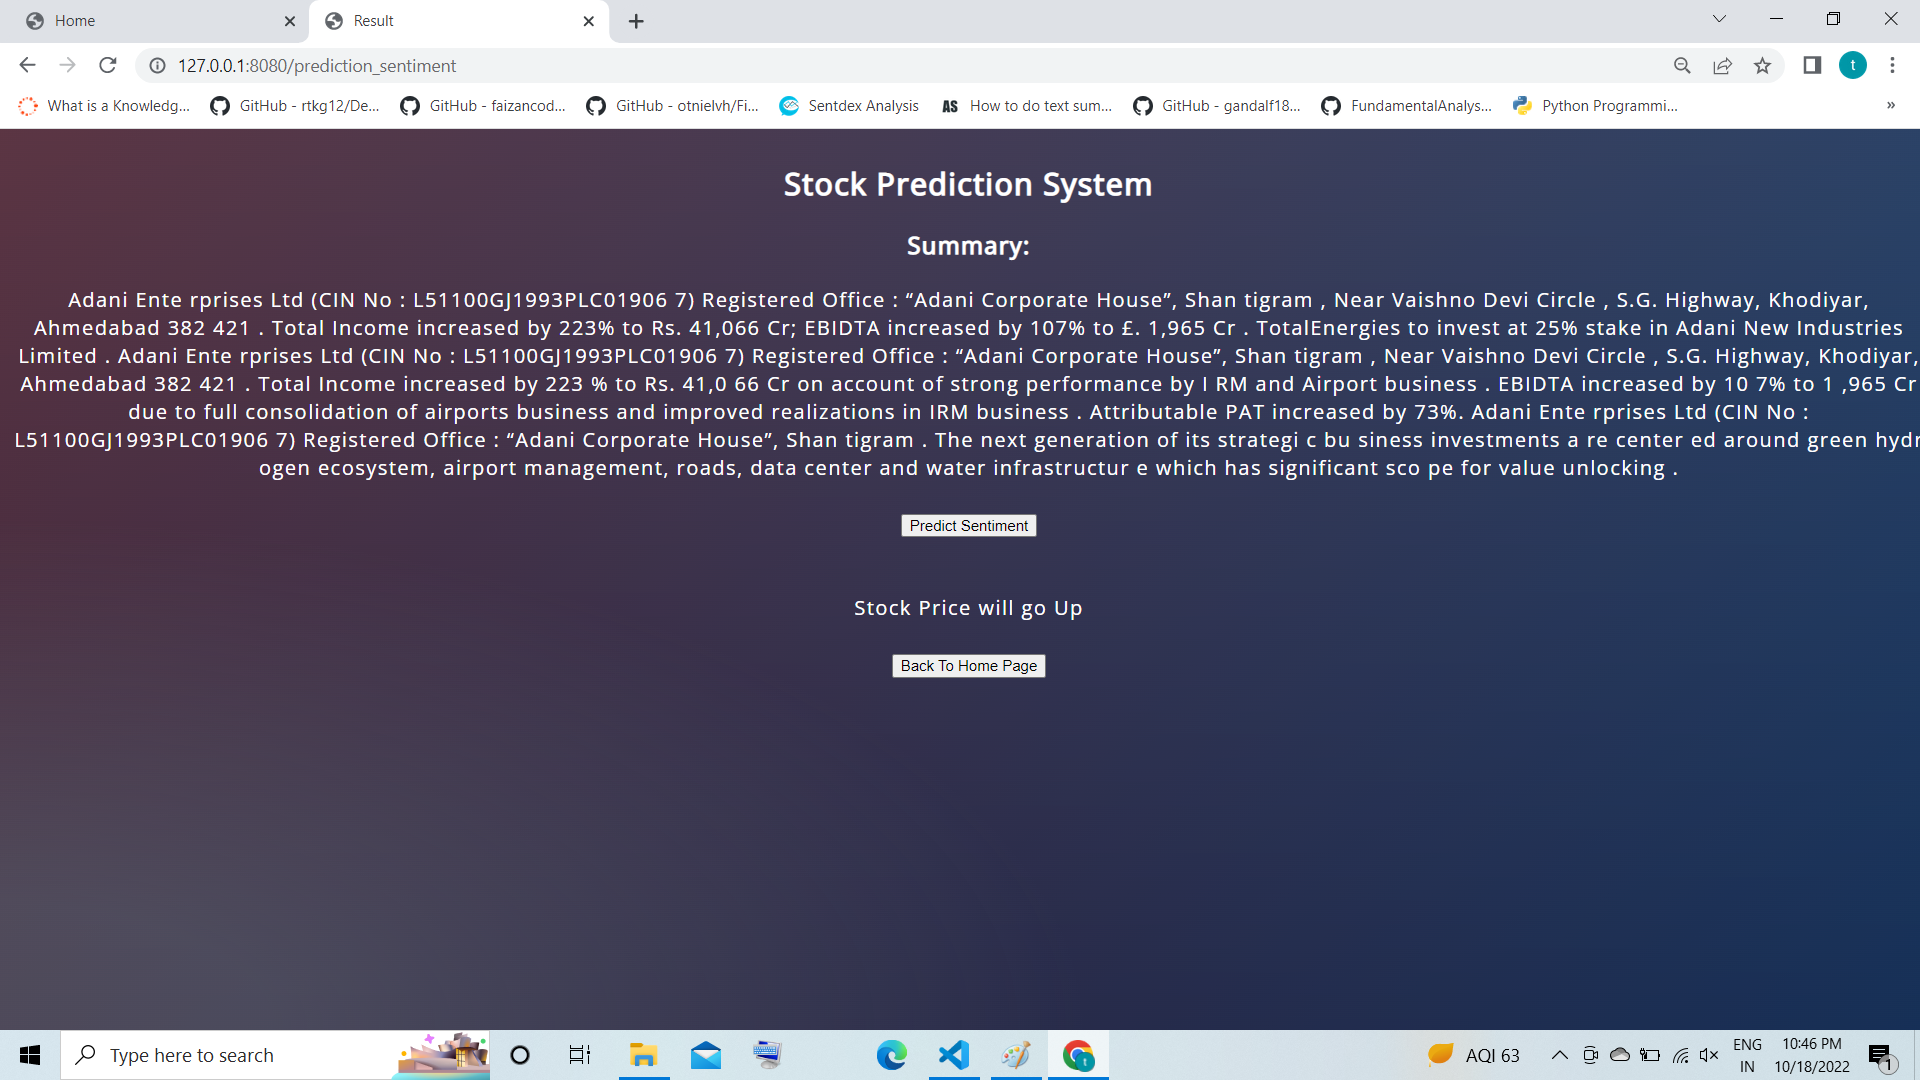 Home
Result
127.0.0.1:8080/prediction_sentiment
t
What is a Knowledg...
GitHub - rtkg12/De...
GitHub - faizancod...
GitHub - otnielvh/Fi...
Sentdex Analysis
AS How to do text sum...
GitHub - gandalf18...
FundamentalAnalys...
Python Programmi...
»
Stock Prediction System
Summary:
Adani Ente rprises Ltd (CIN No : L51100GJ1993PLC01906 7) Registered Office : “Adani Corporate House”, Shan tigram , Near Vaishno Devi Circle , S.G. Highway, Khodiyar,
Ahmedabad 382 421 . Total Income increased by 223% to Rs. 41,066 Cr; EBIDTA increased by 107% to £. 1,965 Cr . TotalEnergies to invest at 25% stake in Adani New Industries
Limited . Adani Ente rprises Ltd (CIN No : L51100GJ1993PLC01906 7) Registered Office : “Adani Corporate House”, Shan tigram , Near Vaishno Devi Circle , S.G. Highway, Khodiyar,
Ahmedabad 382 421 . Total Income increased by 223 % to Rs. 41,0 66 Cr on account of strong performance by I RM and Airport business . EBIDTA increased by 10 7% to 1 ,965 Cr
due to full consolidation of airports business and improved realizations in IRM business . Attributable PAT increased by 73%. Adani Ente rprises Ltd (CIN No :
L51100GJ1993PLC01906 7) Registered Office : “Adani Corporate House”, Shan tigram . The next generation of its strategi c bu siness investments a re center ed around green hydr
ogen ecosystem, airport management, roads, data center and water infrastructur e which has significant sco pe for value unlocking .
Predict Sentiment
Stock Price will go Up
Back To Home Page
Type here to search
t
AQI 63
ENG
IN
10:46 PM
10/18/2022
1